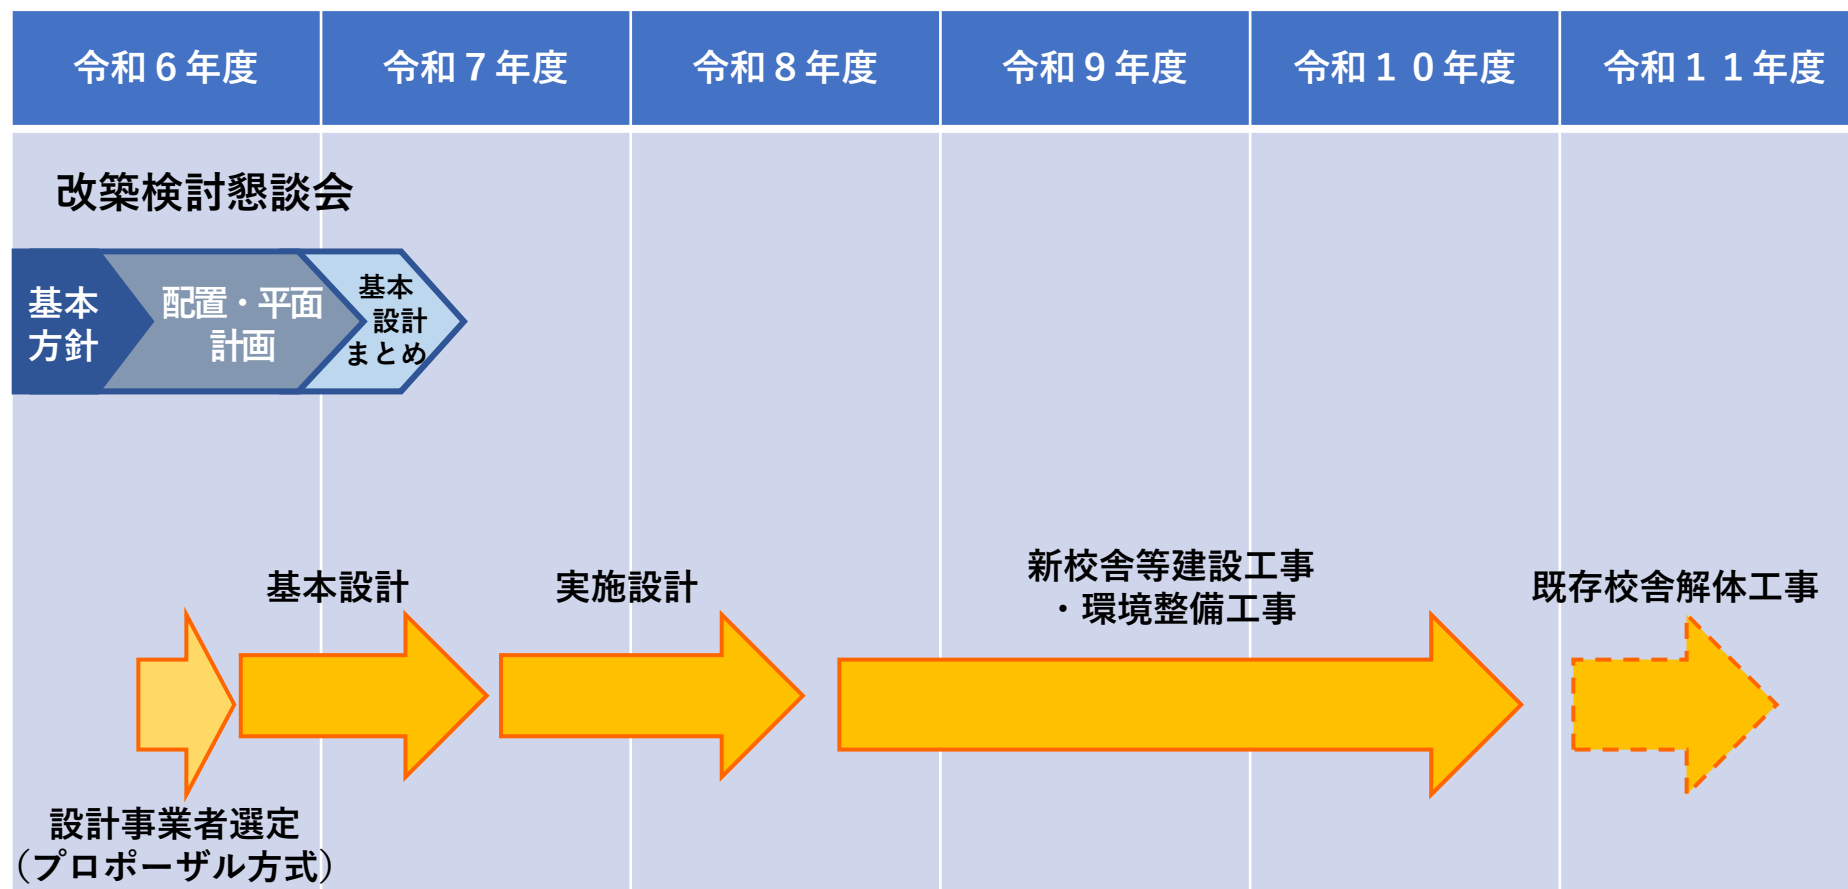 令和６年度
令和７年度
令和８年度
令和９年度
令和１０年度
令和１１年度
改築検討懇談会
基本
方針
配置・平面
計画
基本
設計
まとめ
基本設計
実施設計
新校舎等建設工事
・環境整備工事
既存校舎解体工事
設計事業者選定
（プロポーザル方式）